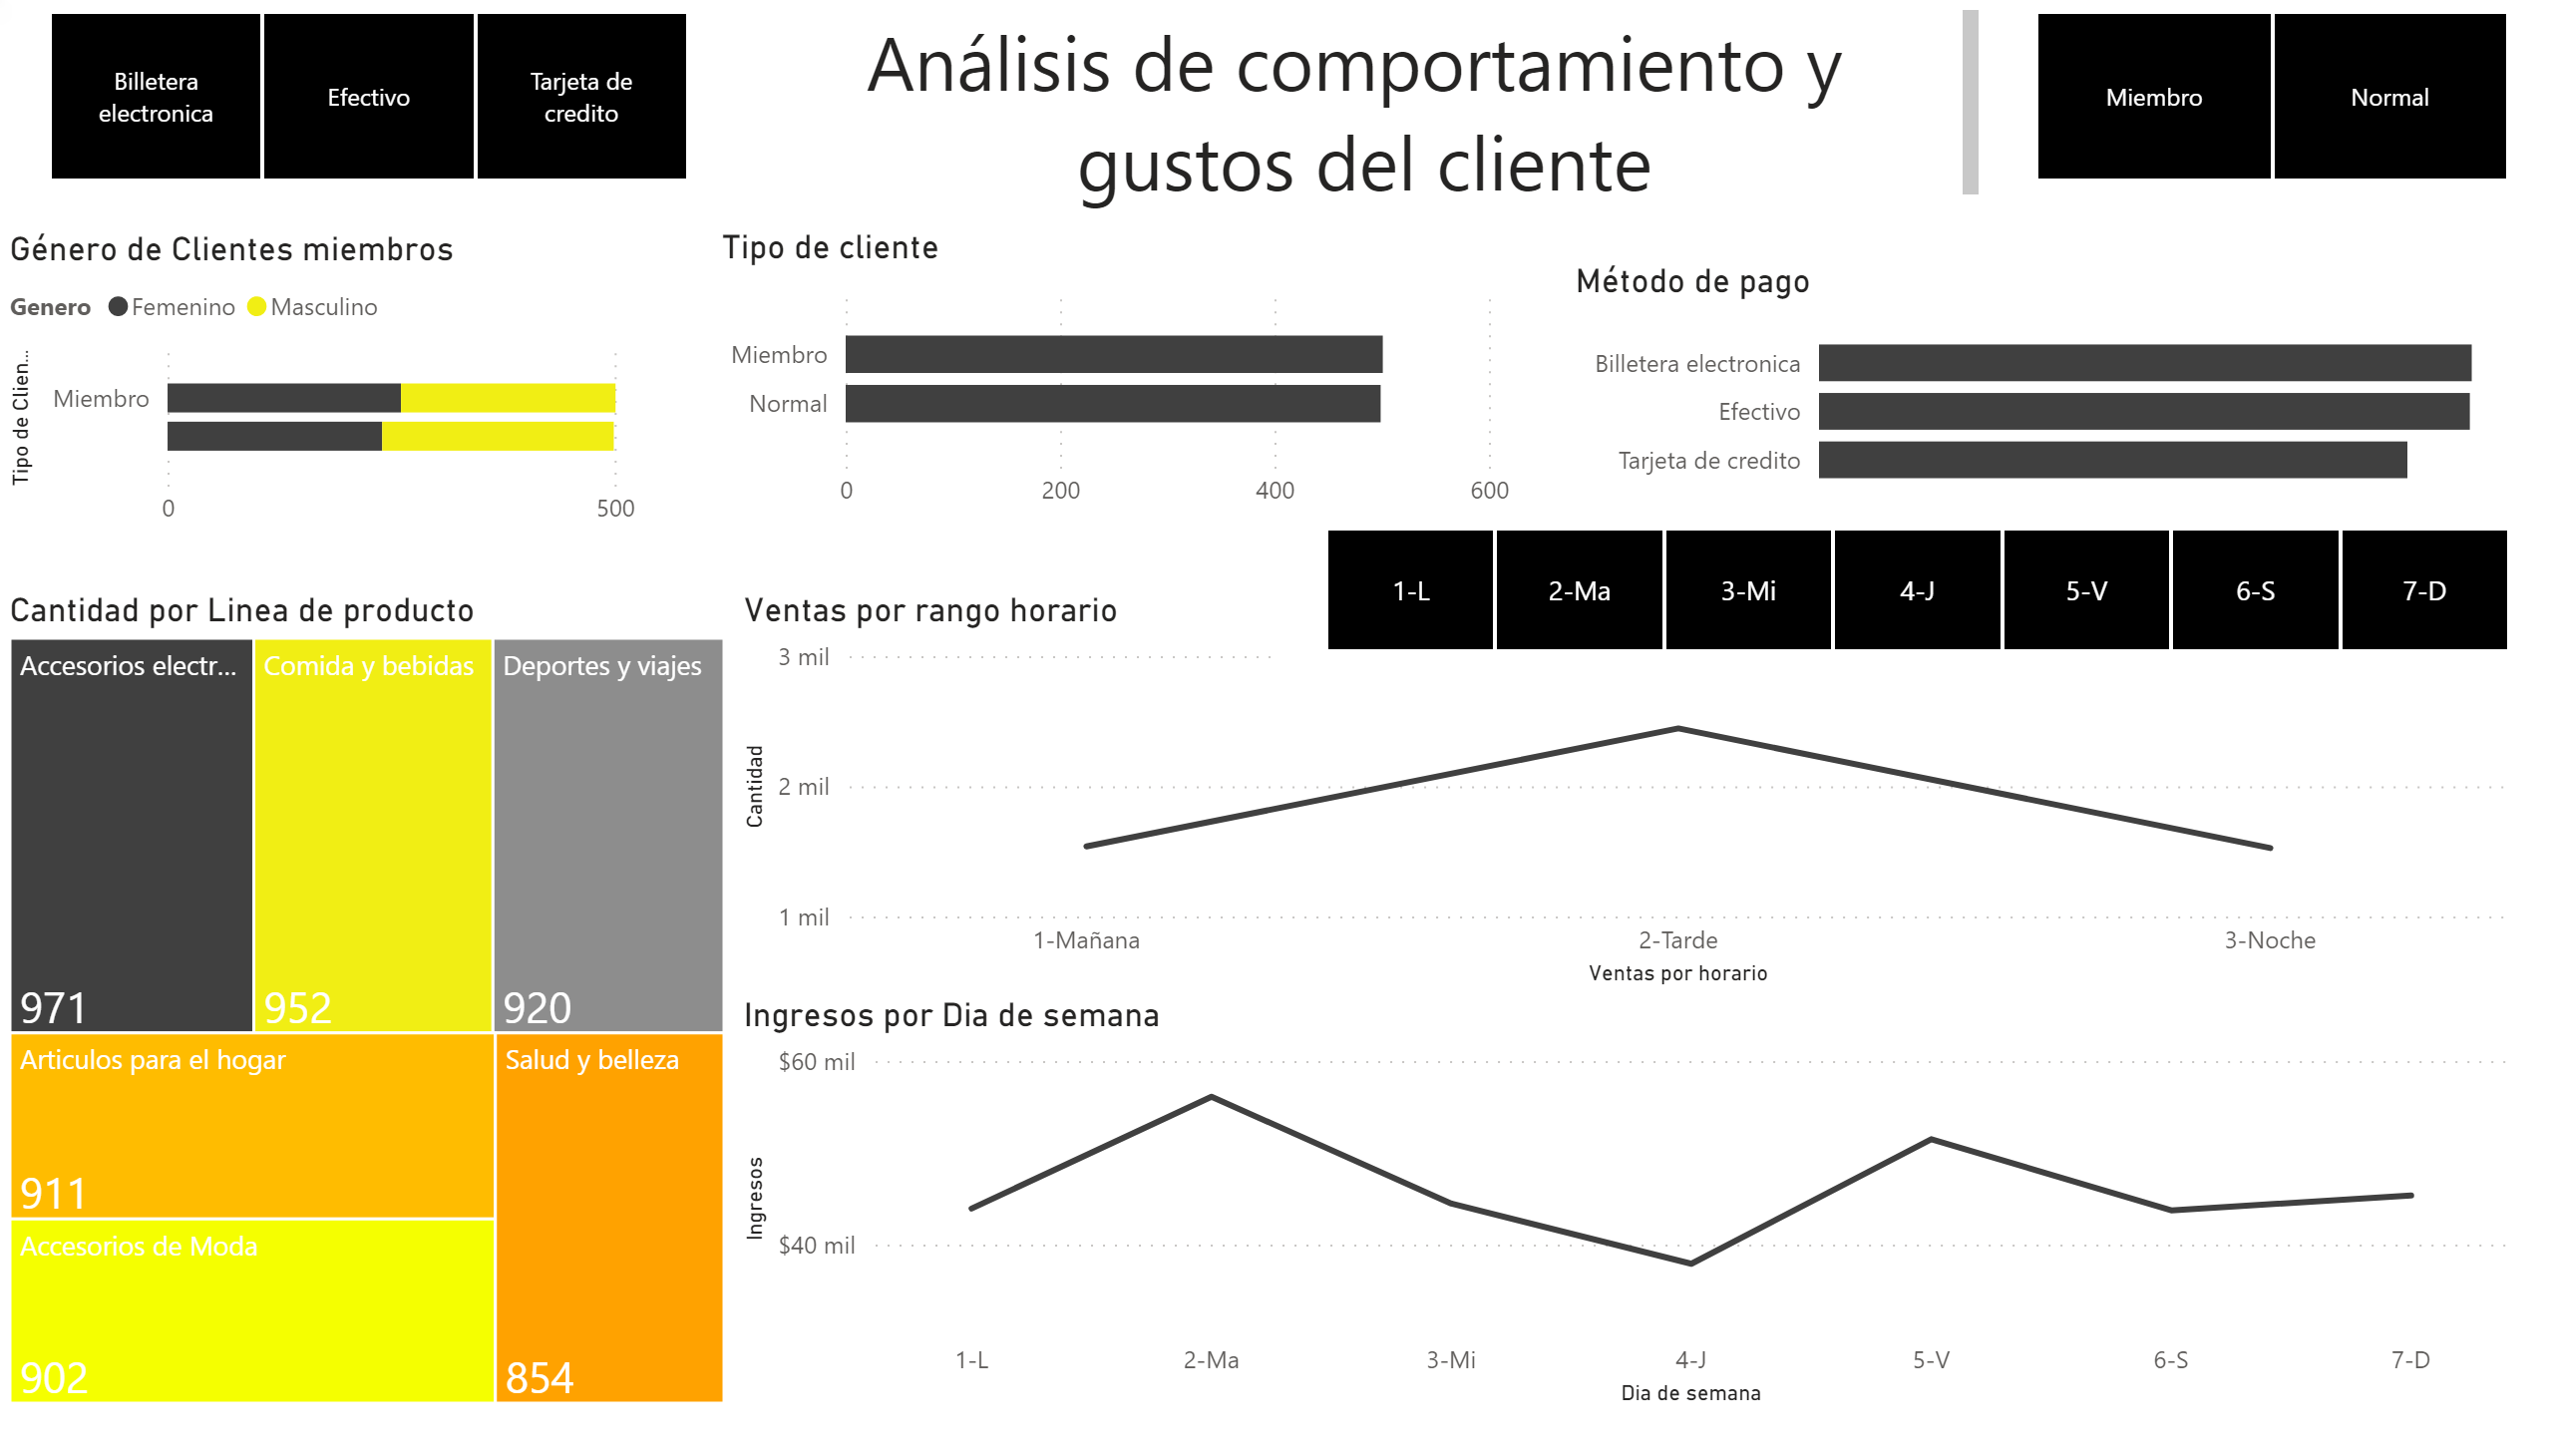 Billetera
electronica
Efectivo
Tarjeta de
credito
Análisis de comportamiento y
gustos del cliente
Miembro
Normal
Género de Clientes miembros
Genero Femenino Masculino
Tipo de Clien...
Miembro
0 500
Tipo de cliente
Miembro
Normal
0 200 400 600
Método de pago
Billetera electronica
Efectivo
Tarjeta de credito
1-L 2-Ma 3-Mi 4-J 5-V 6-S 7-D
Cantidad por Linea de producto
Accesorios electr...
971
Comida y bebidas
952
Deportes y viajes
920
Articulos para el hogar
911
Salud y belleza
854
Accesorios de Moda
902
Ventas por rango horario
Cantidad
3 mil
2 mil
1 mil
1-Mañana 2-Tarde 3-Noche
Ventas por horario
Ingresos por Dia de semana
Ingresos
$60 mil
$40 mil
1-L 2-Ma 3-Mi 4-J 5-V 6-S 7-D
Dia de semana